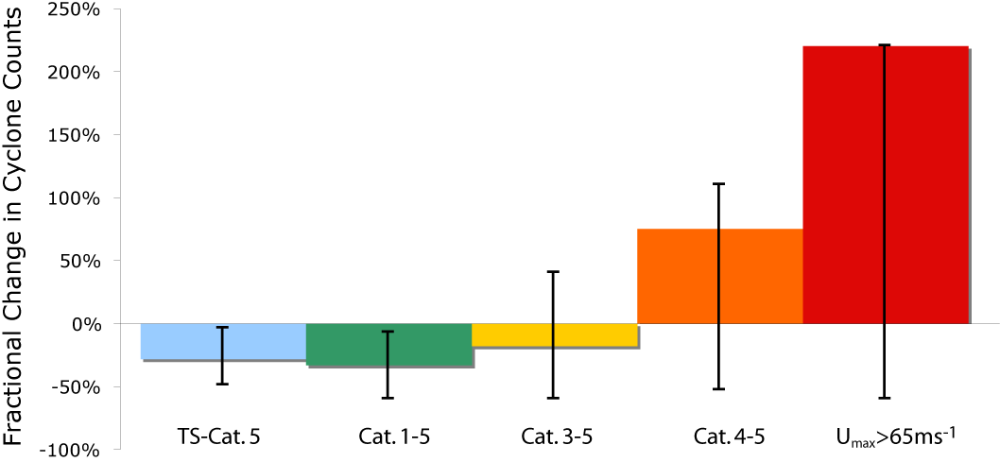 Fractional Change in Cyclone Counts
250%
200%
150%
100%
50%
0%
-50%
-100%
TS-Cat. 5
Cat. 1-5
Cat. 3-5
Cat. 4-5
Umax>65ms-1